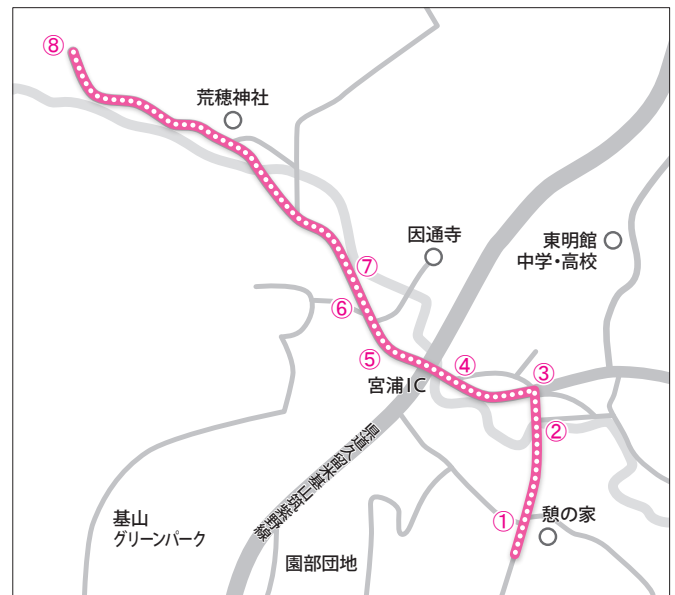 ⑧
荒穂神社
因通寺
東明館
中学・高校
⑦
⑥
⑤
④
③
宮浦IC
②
県道久留米基山筑紫野線
①
憩の家
基山
グリーンパーク
園部団地